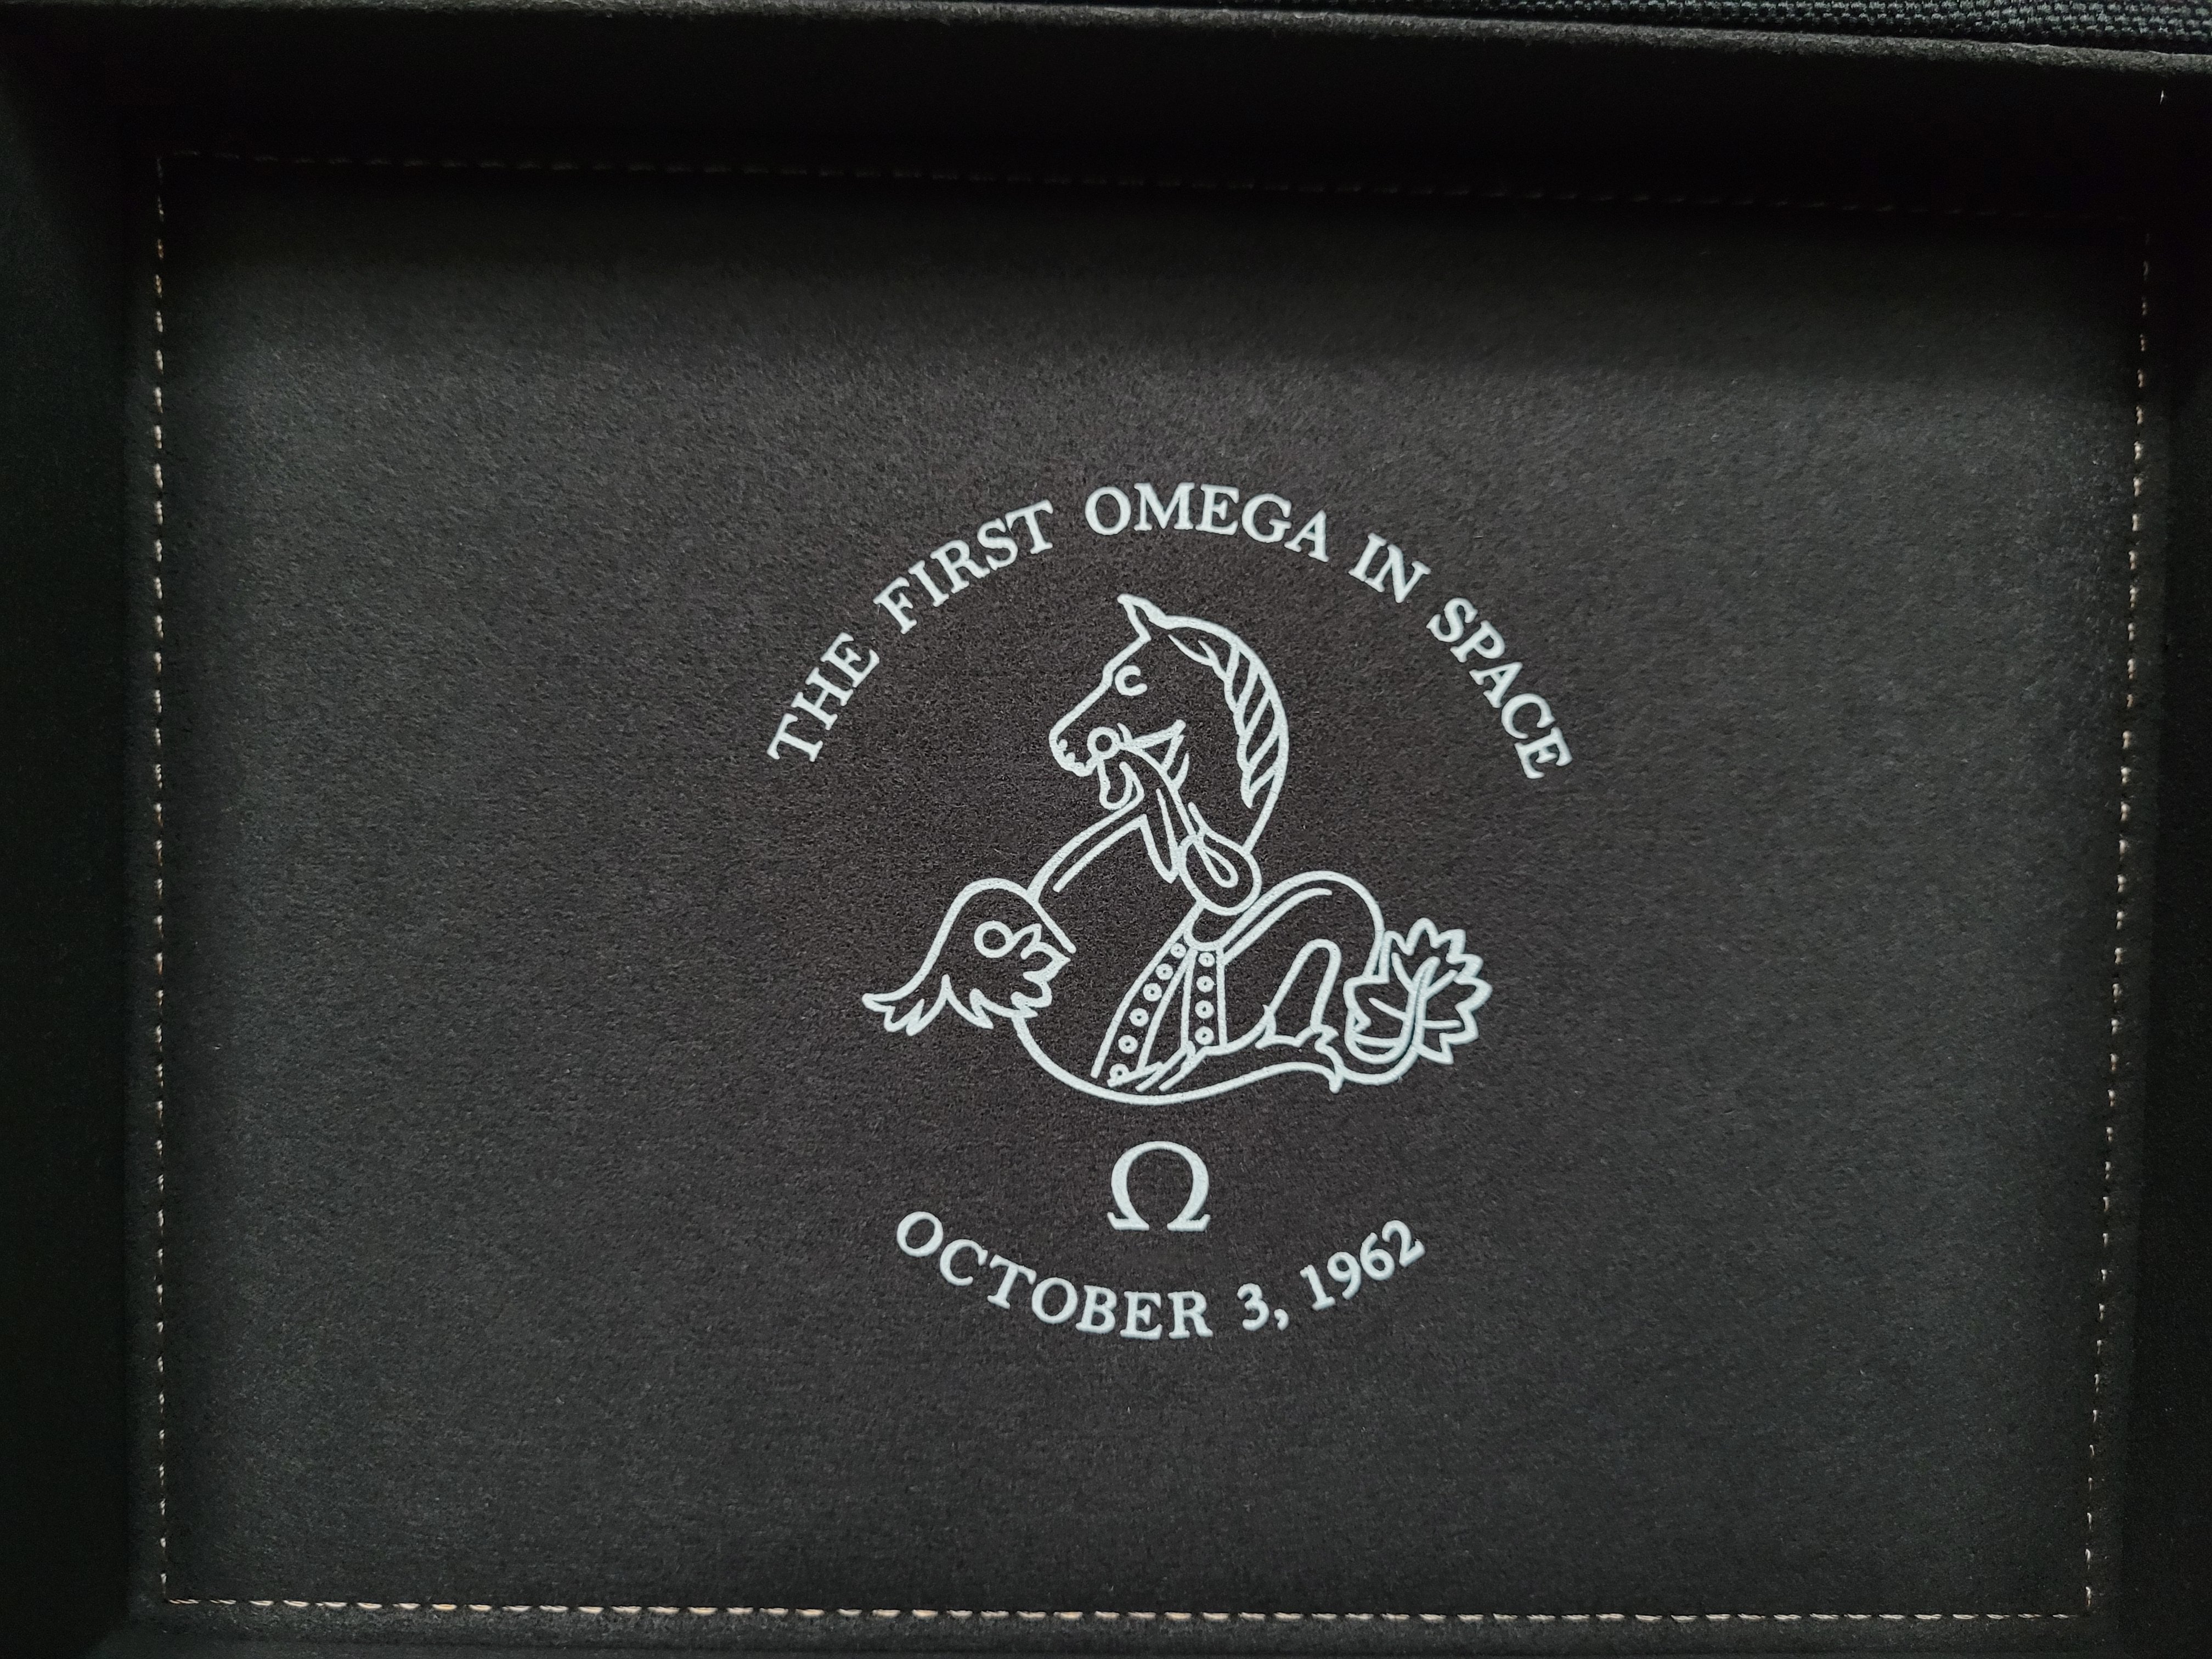 THE FIRST OMEGA IN SPACE
Ω
OCTOBER 3, 1962